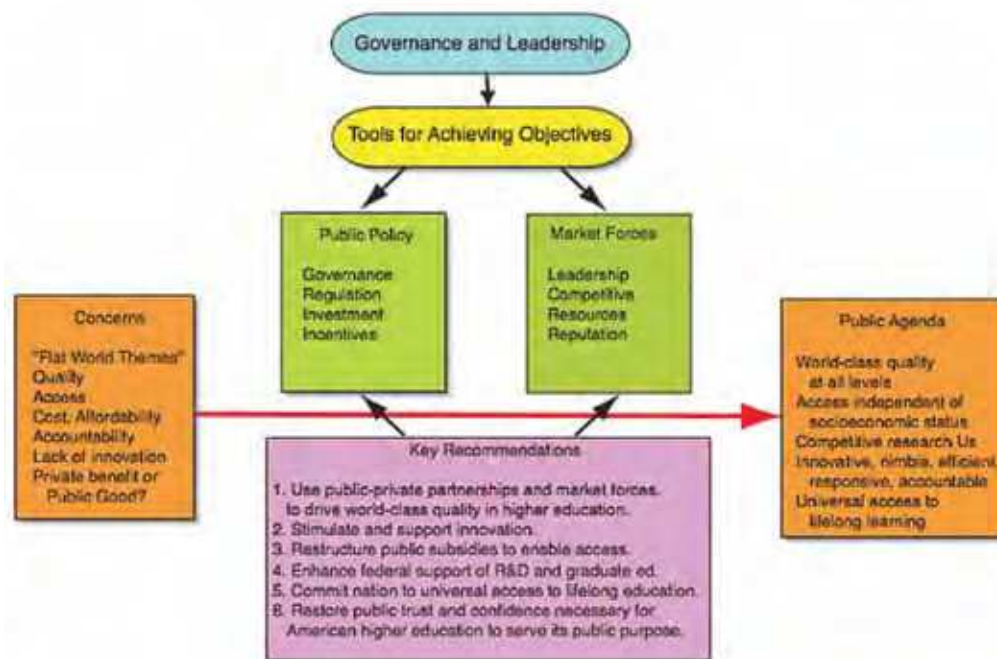 Governance and Leadership
Tools for Achieving Objectives
Public Policy
Governance
Regulation
Investment
Incentives
Market Forces
Leadership
Competitive
Resources
Reputation
Concerns
"Flat World Themes"
Quality
Access
Cost, Affordability
Accountability
Lack of innovation
Private benefit or
Public Good?
Public Agenda
World-class quality
at all levels
Access independent of
socioeconomic status
Competitive research Us
Innovative, nimble, efficient
responsive, accountable
Universal access to
lifelong learning
Key Recommendations
1. Use public-private partnerships and market forces
to drive world-class quality in higher education.
2. Stimulate and support innovation.
3. Restructure public subsidies to enable access.
4. Enhance federal support of R&D and graduate ed.
5. Commit nation to universal access to lifelong education.
6. Restore public trust and confidence necessary for
American higher education to serve its public purpose.